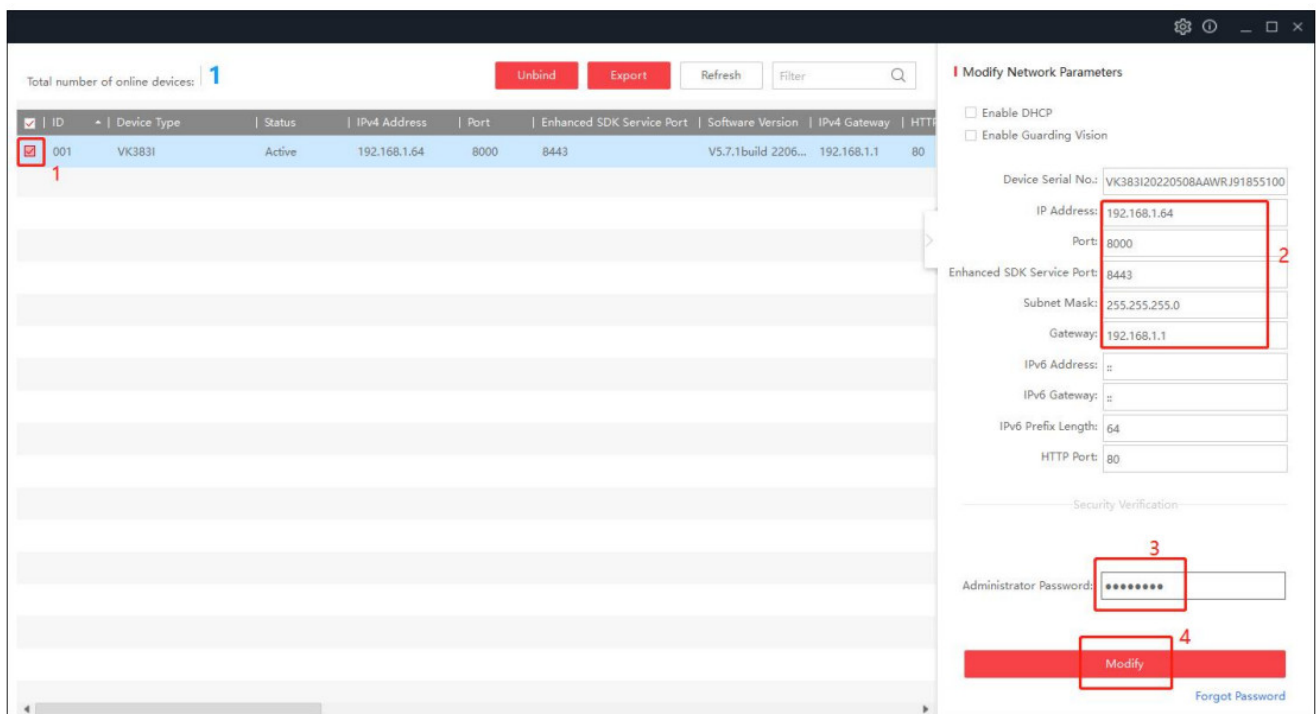 Total number of online devices: 1
Unbind
Export
Refresh
Filter
ID | Device Type | Status | IPv4 Address | Port | Enhanced SDK Service Port | Software Version | IPv4 Gateway | HTTP
001 VK383I Active 192.168.1.64 8000 8443 V5.7.1build 2206... 192.168.1.1 80
1
Modify Network Parameters
Enable DHCP
Enable Guarding Vision
Device Serial No.: VK383I20220508AAWRJ91855100
IP Address: 192.168.1.64
Port: 8000
2
Enhanced SDK Service Port: 8443
Subnet Mask: 255.255.255.0
Gateway: 192.168.1.1
IPv6 Address: ::
IPv6 Gateway: ::
IPv6 Prefix Length: 64
HTTP Port: 80
Security Verification
3
Administrator Password: ●●●●●●●●
4
Modify
Forgot Password